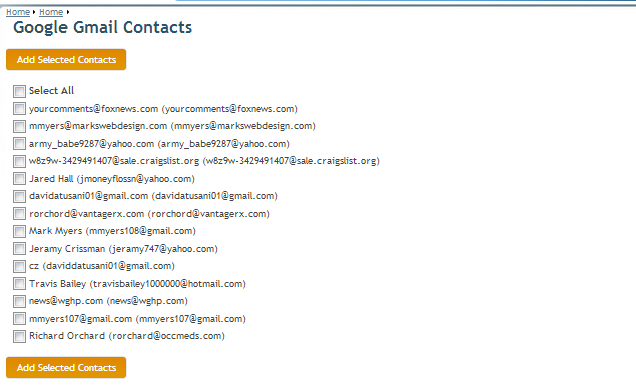 Home Home
Google Gmail Contacts
Add Selected Contacts
Select All
yourcomments@foxnews.com (yourcomments@foxnews.com)
mmyers@markswebdesign.com (mmyers@markswebdesign.com)
army_babe9287@yahoo.com (army_babe9287@yahoo.com)
w8z9w-3429491407@sale.craigslist.org (w8z9w-3429491407@sale.craigslist.org)
Jared Hall (jmoneyflossn@yahoo.com)
davidatusani01@gmail.com (davidatusani01@gmail.com)
rorchord@vantagerx.com (rorchord@vantagerx.com)
Mark Myers (mmyers108@gmail.com)
Jeramy Crissman (jeramy747@yahoo.com)
cz (daviddatusani01@gmail.com)
Travis Bailey (travisbailey1000000@hotmail.com)
news@wghp.com (news@wghp.com)
mmyers107@gmail.com (mmyers107@gmail.com)
Richard Orchard (rorchard@occmeds.com)
Add Selected Contacts